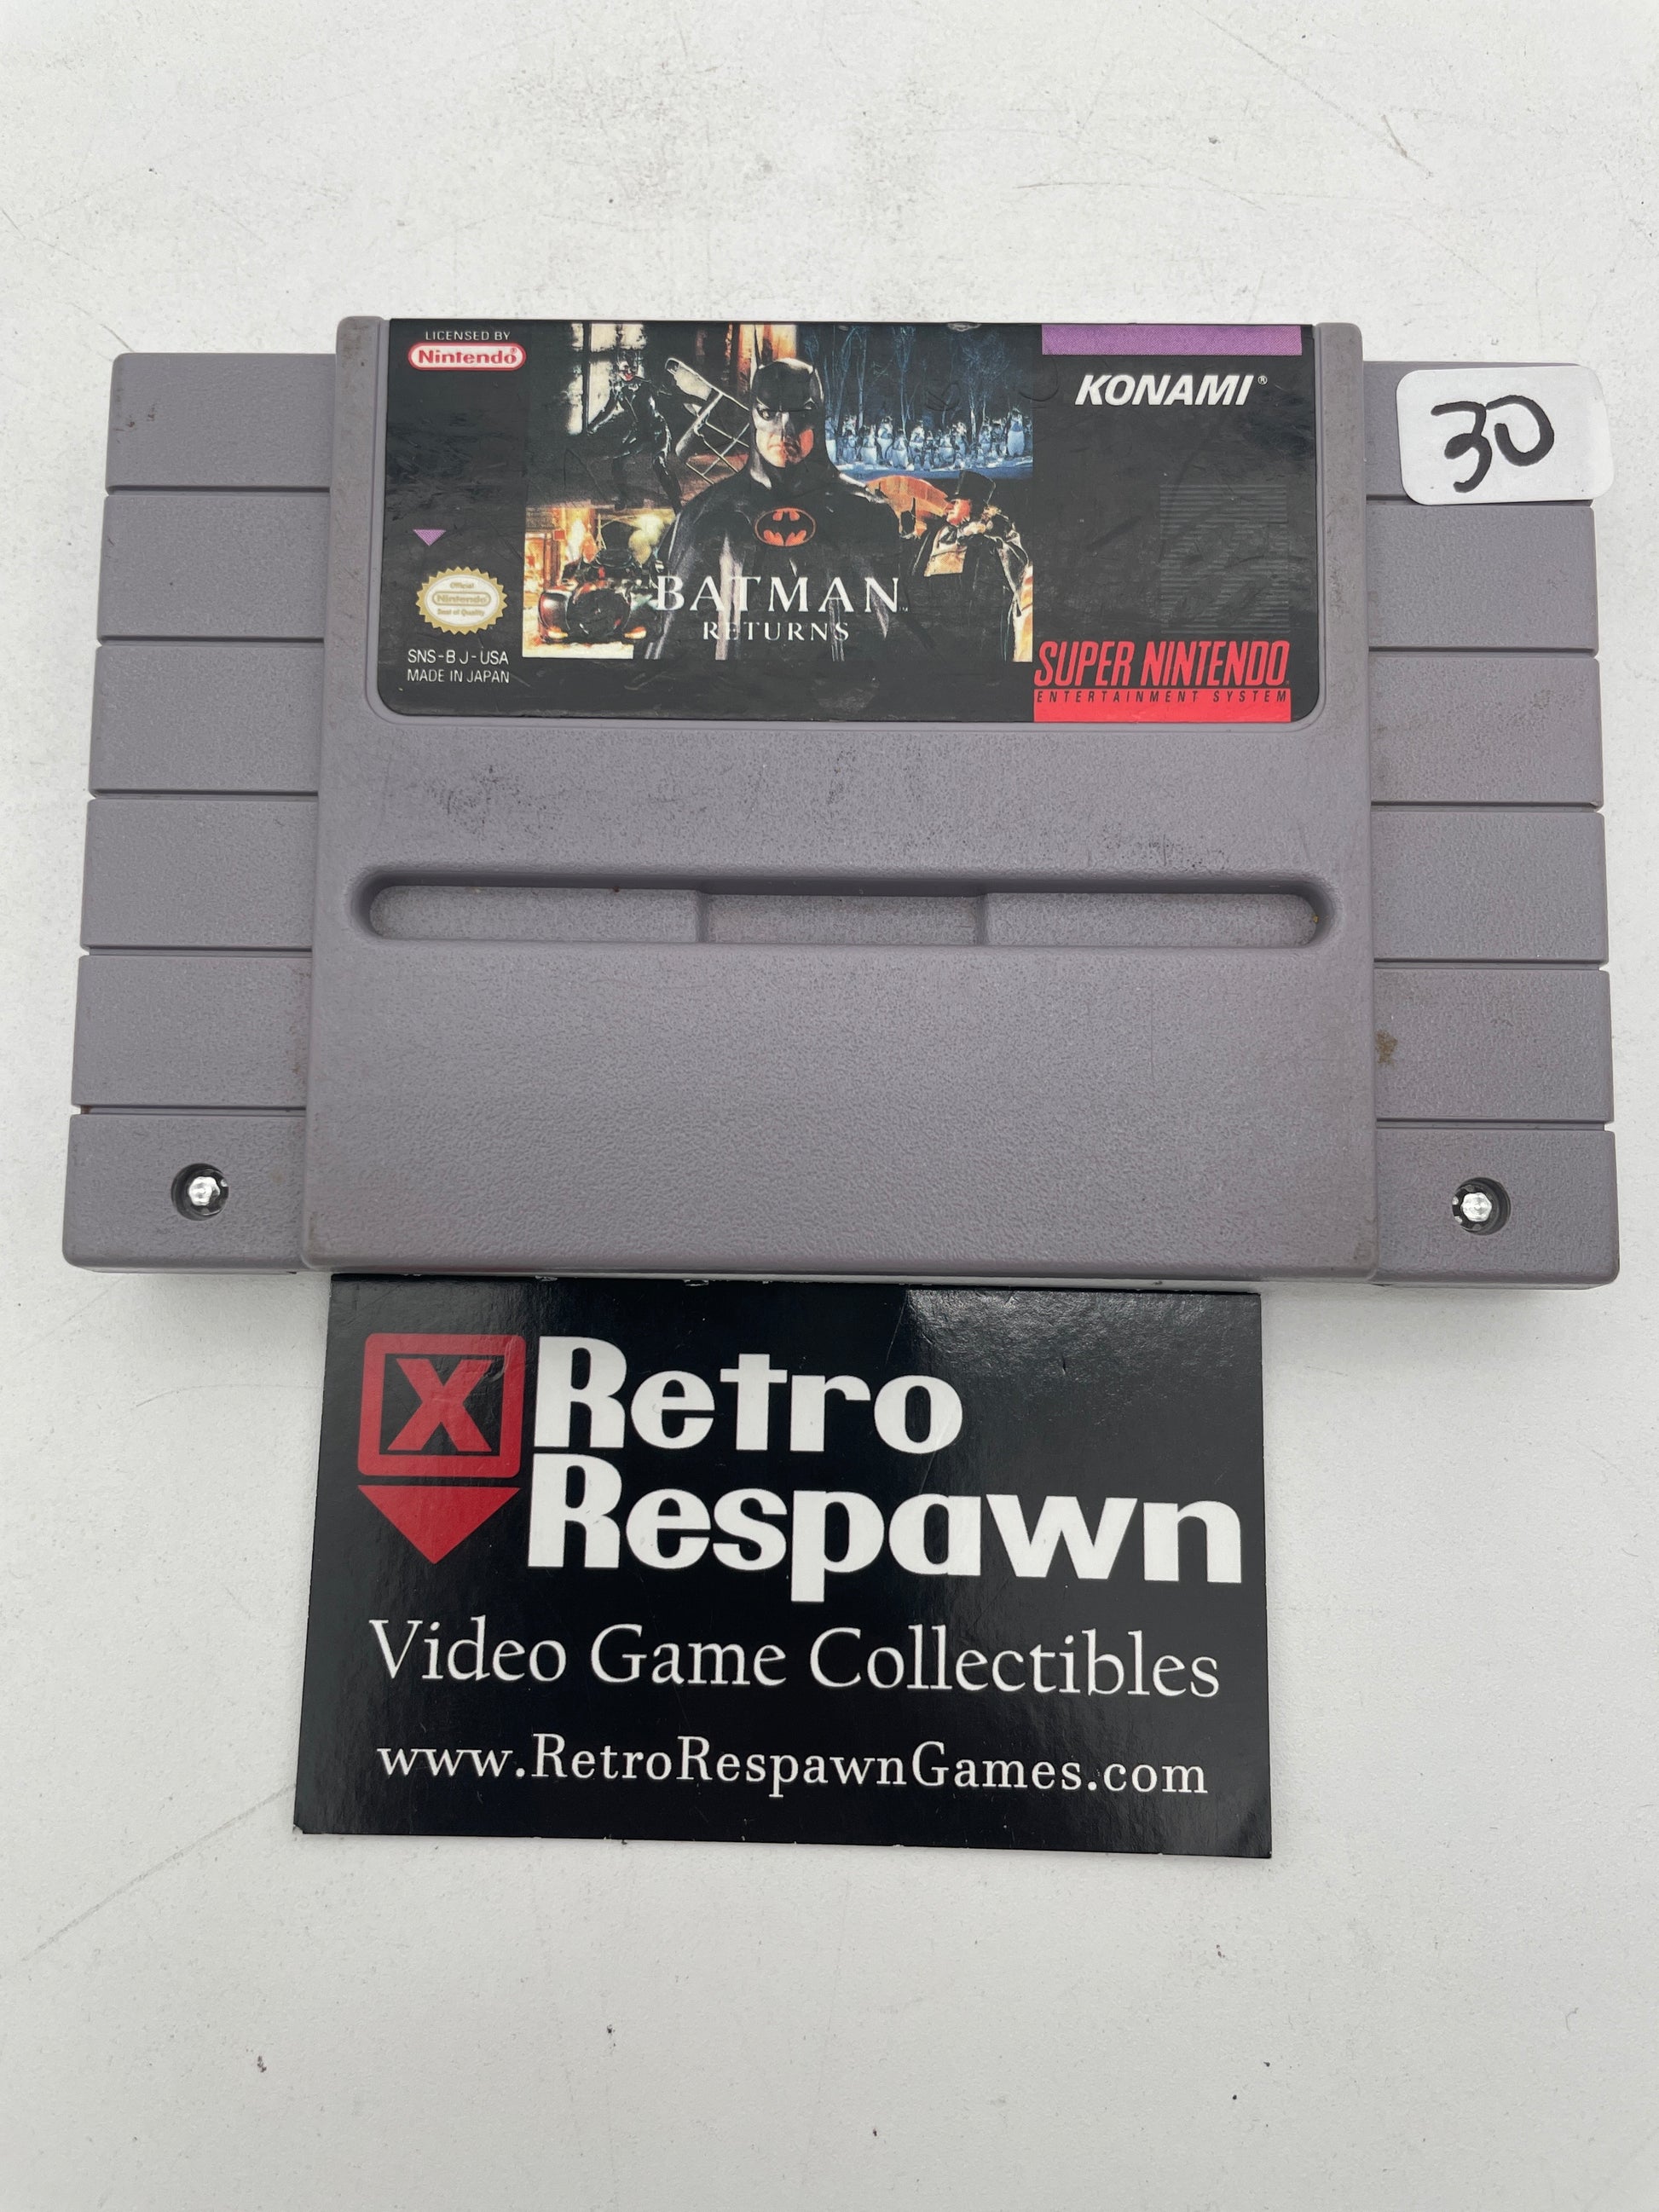 LICENSED BY
Nintendo®
KONAMI®
30
BATMAN
RETURNS
Official
Nintendo
Seal of Quality
SNS-BJ-USA
MADE IN JAPAN
SUPER NINTENDO
ENTERTAINMENT SYSTEM
X Retro
Respawn
Video Game Collectibles
www.RetroRespawnGames.com